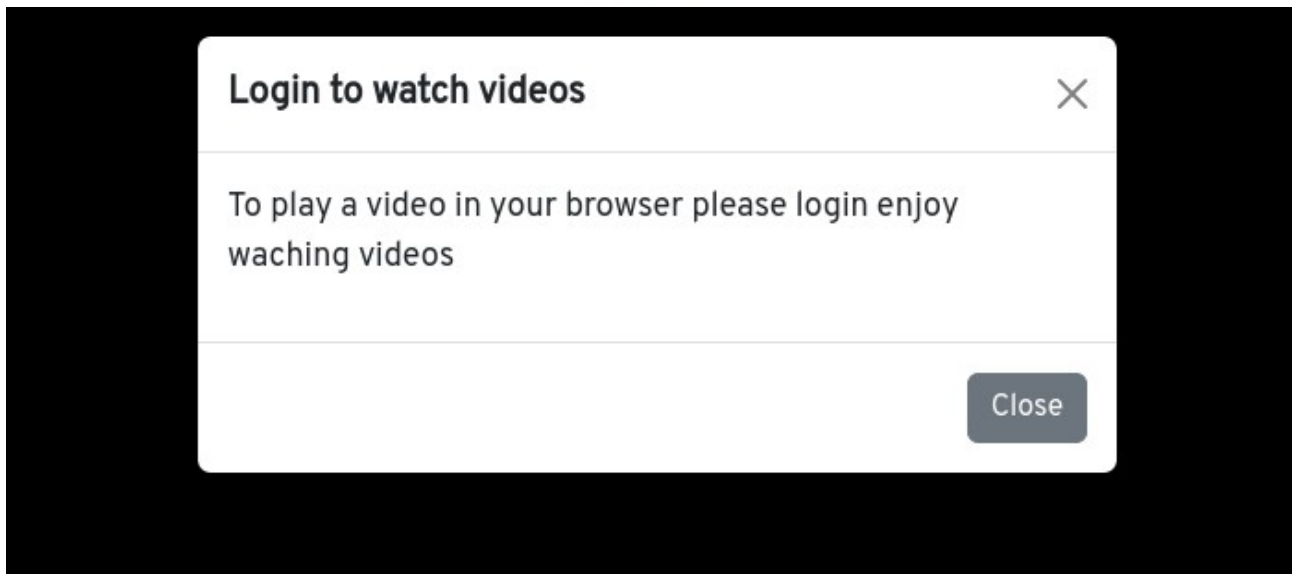 Login to watch videos
To play a video in your browser please login enjoy
waching videos
Close